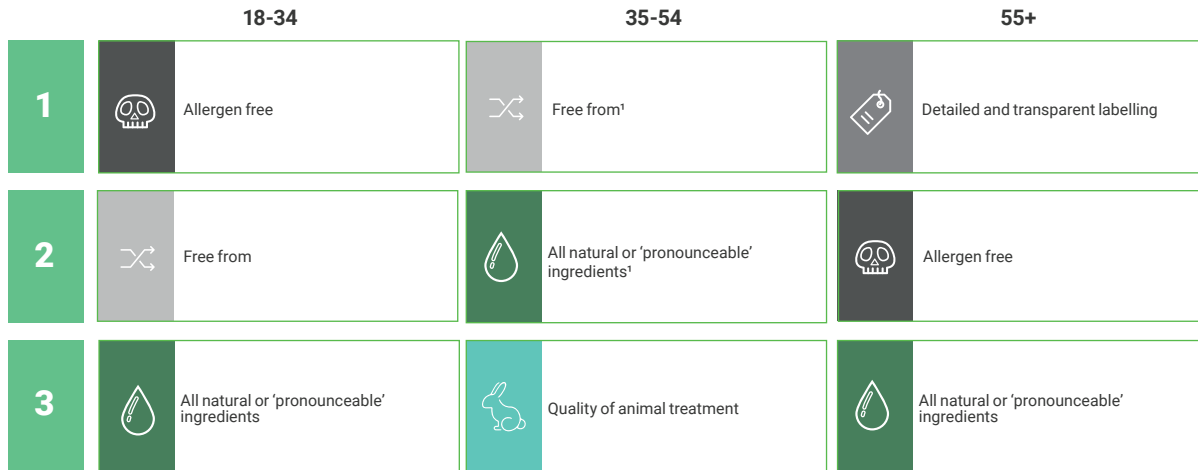 18-34
35-54
55+
1
Allergen free
Free from¹
Detailed and transparent labelling
2
Free from
All natural or ‘pronounceable’
ingredients¹
Allergen free
3
All natural or ‘pronounceable’
ingredients
Quality of animal treatment
All natural or ‘pronounceable’
ingredients